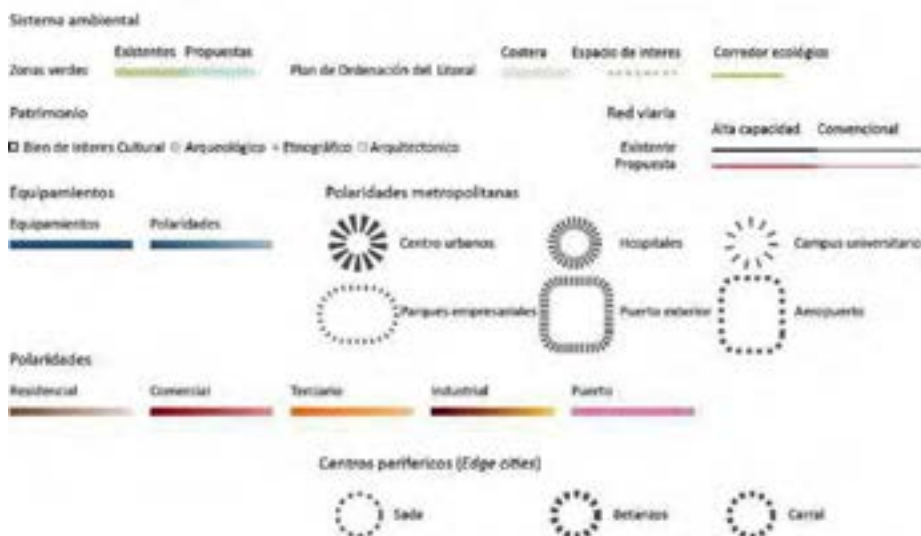 Sistema ambiental
Existentes Propuestas Costera Espacio de interes Corredor ecológico
Zonas verdes Plan de Ordenación del Litoral
Patrimonio Red viaria
Alta capacidad Convencional
Bien de Interes Cultural Arqueológico Etnográfico Arquitectonico Existente
Propuesta
Equipamientos Polaridades metropolitanas
Equipamientos Polaridades
Centro urbanos Hospitales Campus universitario
Parques empresariales Puerto exterior Aeropuerto
Polaridades
Residencial Comercial Terciario Industrial Puerto
Centros perifericos (Edge cities)
Sada Betanzos Carral